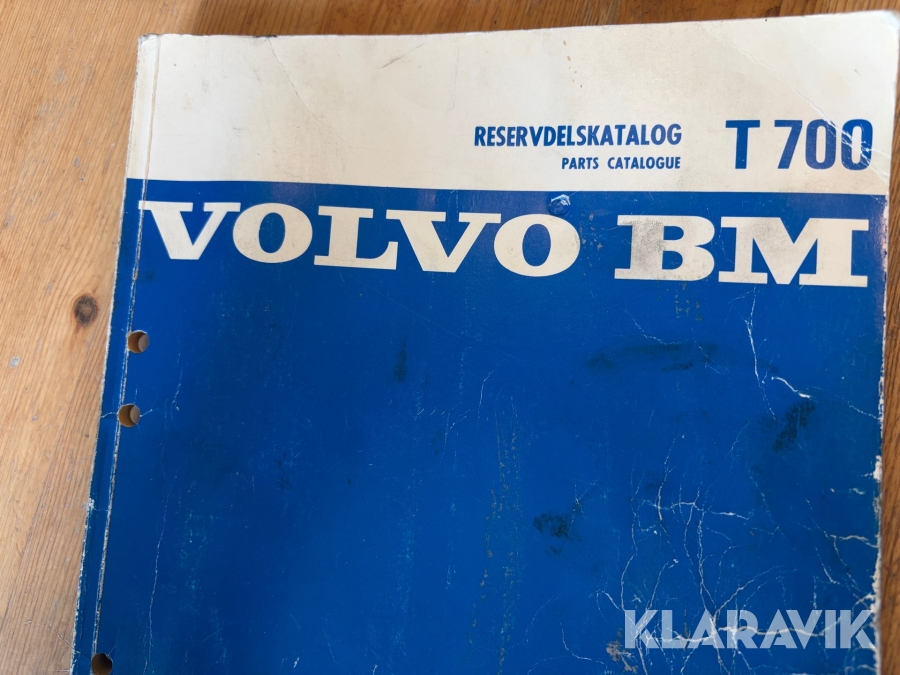 RESERVDELSKATALOG T 700
PARTS CATALOGUE
VOLVO BM
KLARAVIK